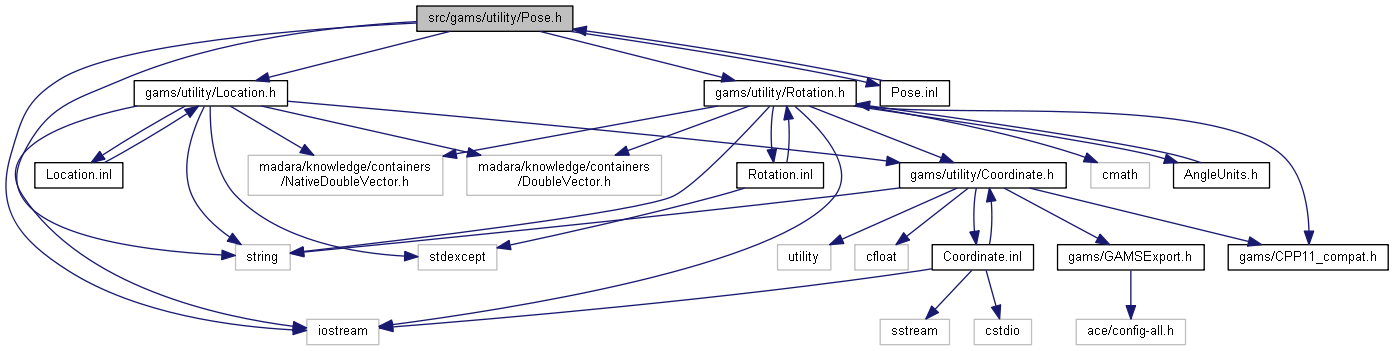 src/gams/utility/Pose.h
gams/utility/Location.h
gams/utility/Rotation.h
Pose.inl
Location.inl
madara/knowledge/containers
/NativeDoubleVector.h
madara/knowledge/containers
/DoubleVector.h
Rotation.inl
gams/utility/Coordinate.h
cmath
AngleUnits.h
string
stdexcept
utility
cfloat
Coordinate.inl
gams/GAMSExport.h
gams/CPP11_compat.h
iostream
sstream
cstdio
ace/config-all.h